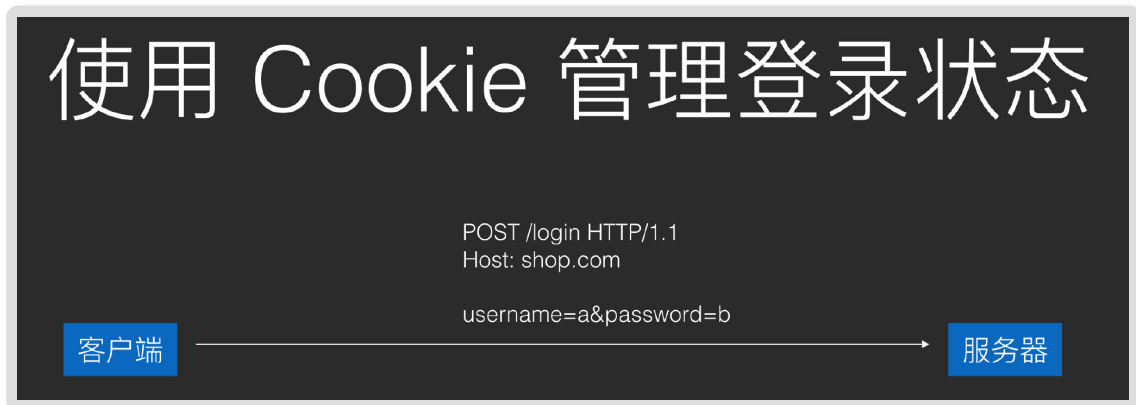 使用 Cookie 管理登录状态
POST /login HTTP/1.1
Host: shop.com
username=a&password=b
客户端
服务器